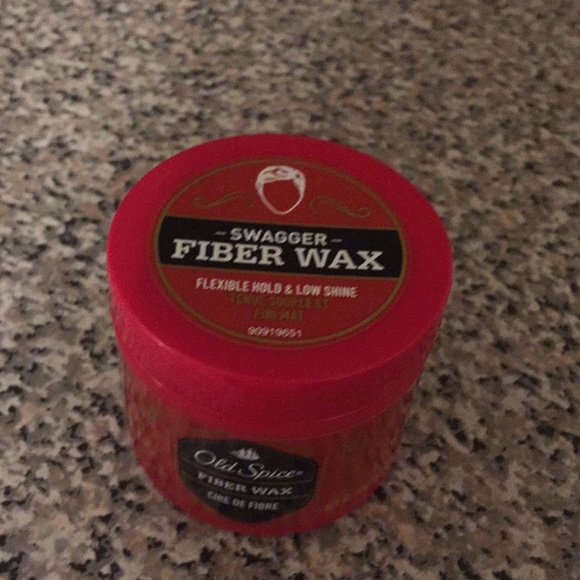 - SWAGGER -
FIBER WAX
FLEXIBLE HOLD & LOW SHINE
TENUE SOUPLE ET
FINI MAT
90919651
Old Spice
FIBER WAX
CIRE DE FIBRE